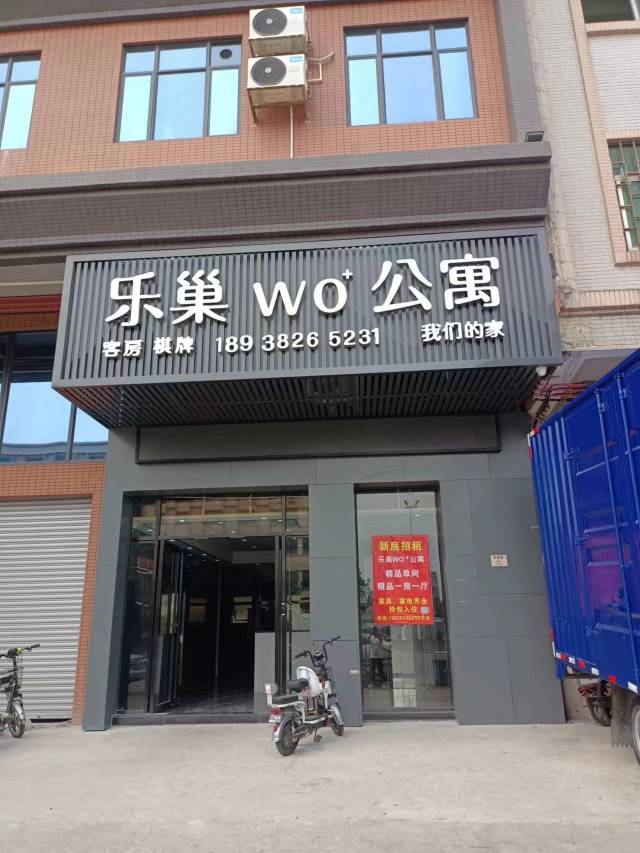 乐巢 wo+ 公寓
客房 棋牌 189 3826 5231 我们的家
新房招租
乐巢WO+公寓
精品单间
精品一房一厅
家具、家电齐全
拎包入住